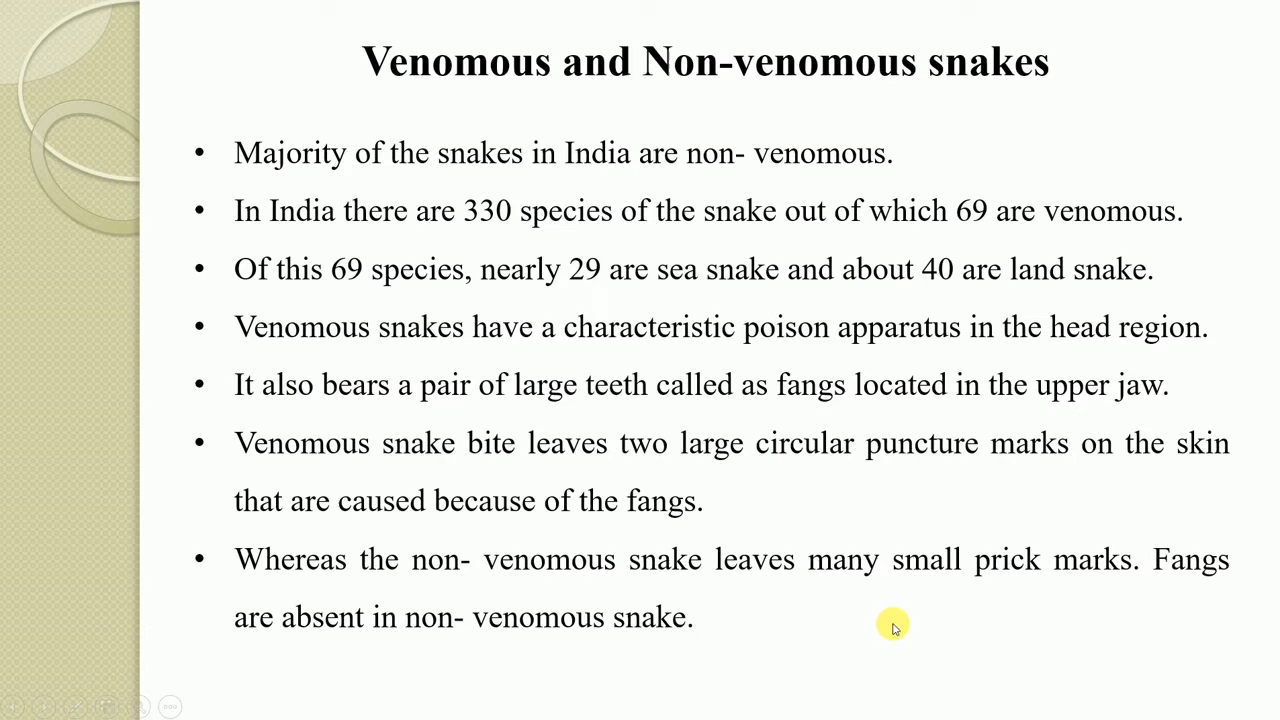 Venomous and Non-venomous snakes
• Majority of the snakes in India are non- venomous.
• In India there are 330 species of the snake out of which 69 are venomous.
• Of this 69 species, nearly 29 are sea snake and about 40 are land snake.
• Venomous snakes have a characteristic poison apparatus in the head region.
• It also bears a pair of large teeth called as fangs located in the upper jaw.
• Venomous snake bite leaves two large circular puncture marks on the skin
that are caused because of the fangs.
• Whereas the non- venomous snake leaves many small prick marks. Fangs
are absent in non- venomous snake.